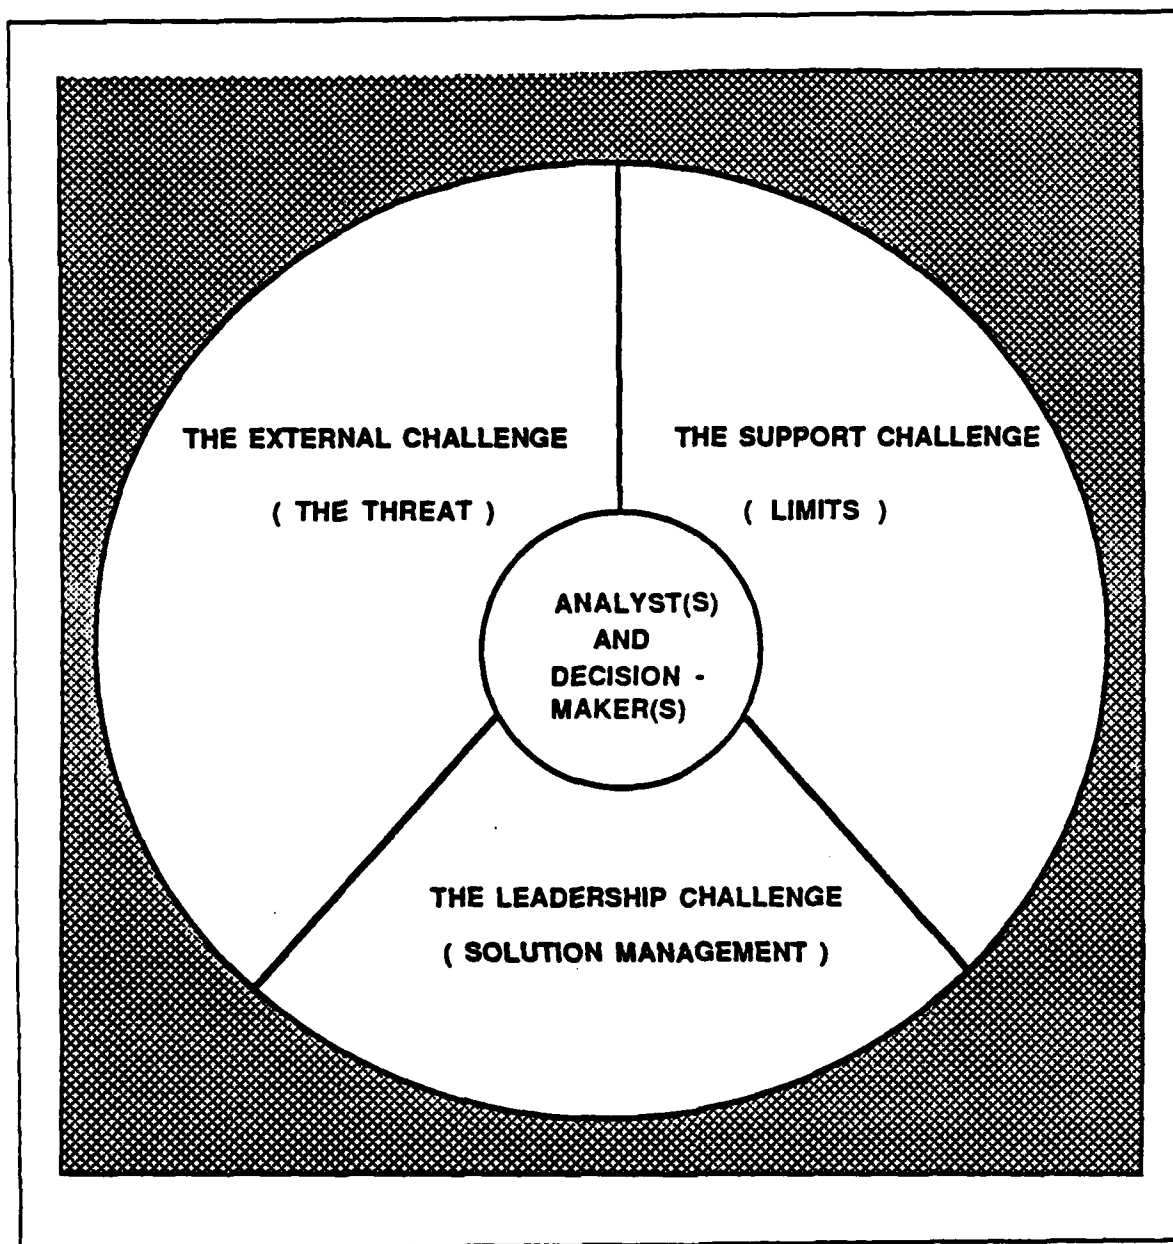 THE EXTERNAL CHALLENGE
( THE THREAT )
THE SUPPORT CHALLENGE
( LIMITS )
ANALYST(S)
AND
DECISION -
MAKER(S)
THE LEADERSHIP CHALLENGE
( SOLUTION MANAGEMENT )